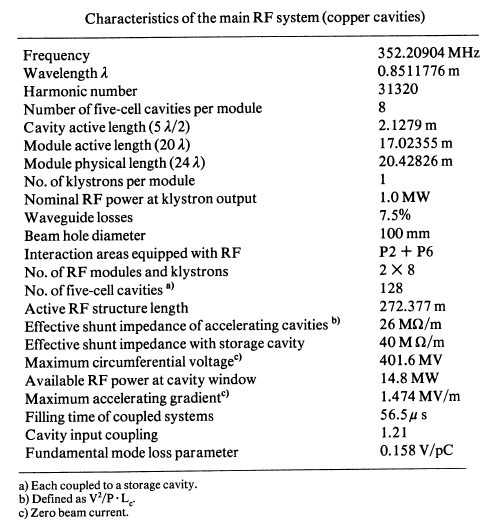 Characteristics of the main RF system (copper cavities)
Frequency 352.20904 MHz
Wavelength λ 0.8511776 m
Harmonic number 31320
Number of five-cell cavities per module 8
Cavity active length (5 λ/2) 2.1279 m
Module active length (20 λ) 17.02355 m
Module physical length (24 λ) 20.42826 m
No. of klystrons per module 1
Nominal RF power at klystron output 1.0 MW
Waveguide losses 7.5%
Beam hole diameter 100 mm
Interaction areas equipped with RF P2 + P6
No. of RF modules and klystrons 2 × 8
No. of five-cell cavities a) 128
Active RF structure length 272.377 m
Effective shunt impedance of accelerating cavities b) 26 MΩ/m
Effective shunt impedance with storage cavity 40 M Ω/m
Maximum circumferential voltage c) 401.6 MV
Available RF power at cavity window 14.8 MW
Maximum accelerating gradient c) 1.474 MV/m
Filling time of coupled systems 56.5 μ s
Cavity input coupling 1.21
Fundamental mode loss parameter 0.158 V/pC
a) Each coupled to a storage cavity.
b) Defined as V²/P · Lc.
c) Zero beam current.